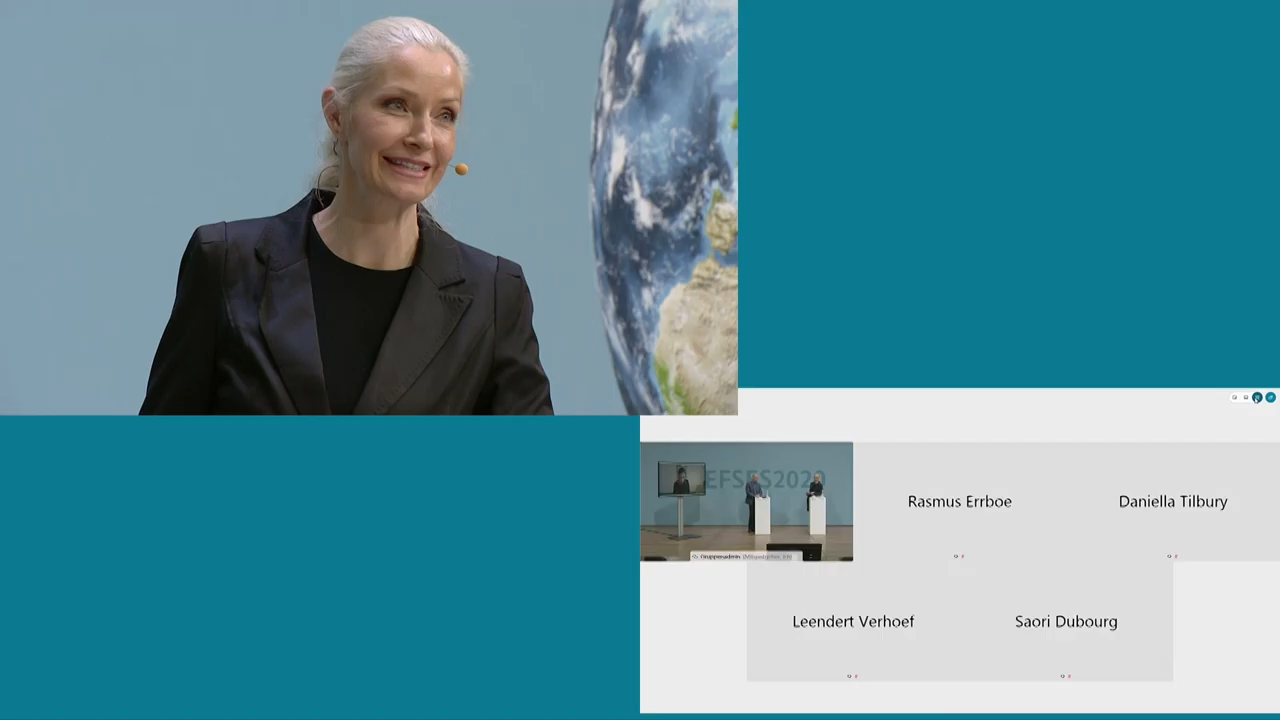 EFSES2020
Rasmus Errboe
Daniella Tilbury
Leendert Verhoef
Saori Dubourg